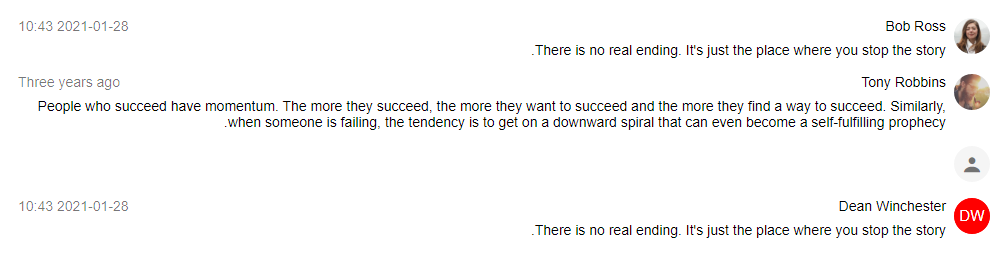 Bob Ross
10:43 2021-01-28
.There is no real ending. It's just the place where you stop the story
Tony Robbins
Three years ago
People who succeed have momentum. The more they succeed, the more they want to succeed and the more they find a way to succeed. Similarly,
.when someone is failing, the tendency is to get on a downward spiral that can even become a self-fulfilling prophecy
Dean Winchester
10:43 2021-01-28
DW
.There is no real ending. It's just the place where you stop the story